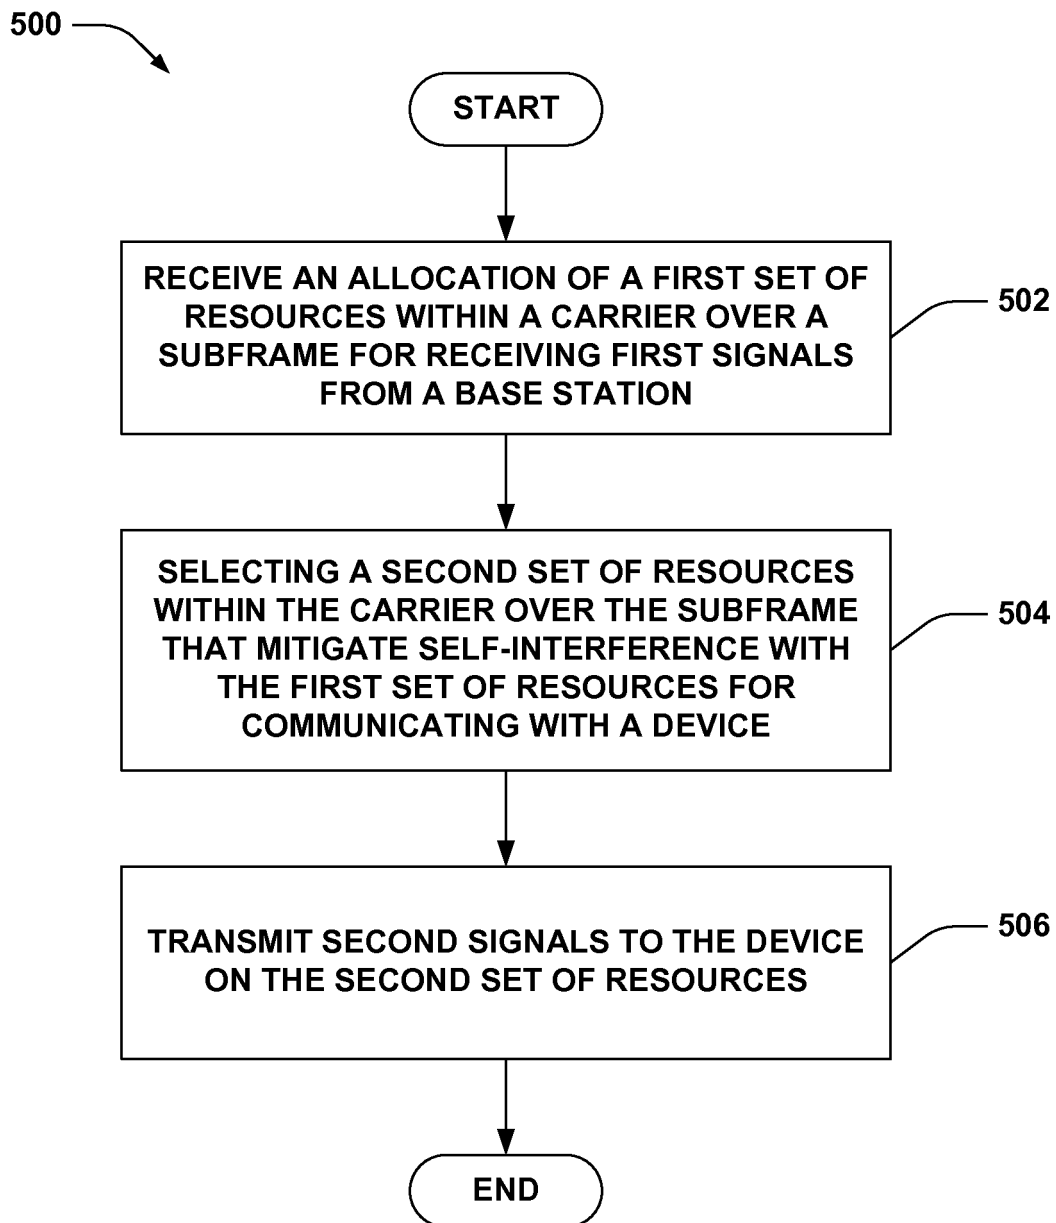 500
START
RECEIVE AN ALLOCATION OF A FIRST SET OF
RESOURCES WITHIN A CARRIER OVER A
SUBFRAME FOR RECEIVING FIRST SIGNALS
FROM A BASE STATION
502
SELECTING A SECOND SET OF RESOURCES
WITHIN THE CARRIER OVER THE SUBFRAME
THAT MITIGATE SELF-INTERFERENCE WITH
THE FIRST SET OF RESOURCES FOR
COMMUNICATING WITH A DEVICE
504
TRANSMIT SECOND SIGNALS TO THE DEVICE
ON THE SECOND SET OF RESOURCES
506
END